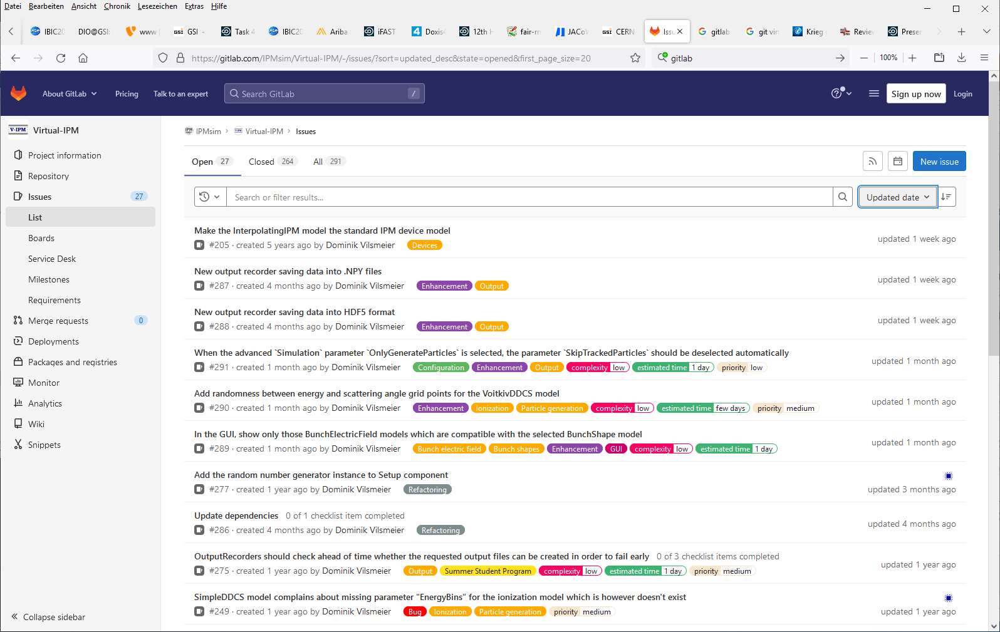 Datei Bearbeiten Ansicht Chronik Lesezeichen Extras Hilfe
IBIC20 DIO@GSI: www GSI - Task 4 IBIC20 Ariba iFAST Doxis4 12th H fair-rn JACoW CERN Issu gitlab git virt Krieg Review Presen
https://gitlab.com/IPMsim/Virtual-IPM/-/issues/?sort=updated_desc&state=opened&first_page_size=20 gitlab 100%
About GitLab Pricing Talk to an expert Search GitLab / Sign up now Login
V-IPM Virtual-IPM
Project information
Repository
Issues 27
List
Boards
Service Desk
Milestones
Requirements
Merge requests 0
Deployments
Packages and registries
Monitor
Analytics
Wiki
Snippets
Collapse sidebar
IPMsim Virtual-IPM Issues
Open 27 Closed 264 All 291 New issue
Search or filter results... Updated date
Make the InterpolatingIPM model the standard IPM device model
#205 · created 5 years ago by Dominik Vilsmeier Devices
updated 1 week ago
New output recorder saving data into .NPY files
#287 · created 4 months ago by Dominik Vilsmeier Enhancement Output
updated 1 week ago
New output recorder saving data into HDF5 format
#288 · created 4 months ago by Dominik Vilsmeier Enhancement Output
updated 1 week ago
When the advanced `Simulation` parameter `OnlyGenerateParticles` is selected, the parameter `SkipTrackedParticles` should be deselected automatically
#291 · created 1 month ago by Dominik Vilsmeier Configuration Enhancement Output complexity low estimated time 1 day priority low
updated 1 month ago
Add randomness between energy and scattering angle grid points for the VoitkivDDCS model
#290 · created 1 month ago by Dominik Vilsmeier Enhancement Ionization Particle generation complexity low estimated time few days priority medium
updated 1 month ago
In the GUI, show only those BunchElectricField models which are compatible with the selected BunchShape model
#289 · created 1 month ago by Dominik Vilsmeier Bunch electric field Bunch shapes Enhancement GUI complexity low estimated time 1 day
updated 1 month ago
Add the random number generator instance to Setup component
#277 · created 1 year ago by Dominik Vilsmeier Refactoring
updated 3 months ago
Update dependencies 0 of 1 checklist item completed
#286 · created 4 months ago by Dominik Vilsmeier Refactoring
updated 4 months ago
OutputRecorders should check ahead of time whether the requested output files can be created in order to fail early 0 of 3 checklist items completed
#275 · created 1 year ago by Dominik Vilsmeier Output Summer Student Program complexity low estimated time 1 day priority medium
updated 1 year ago
SimpleDDCS model complains about missing parameter "EnergyBins" for the ionization model which is however doesn't exist
#249 · created 1 year ago by Dominik Vilsmeier Bug Ionization Particle generation priority medium
updated 1 year ago